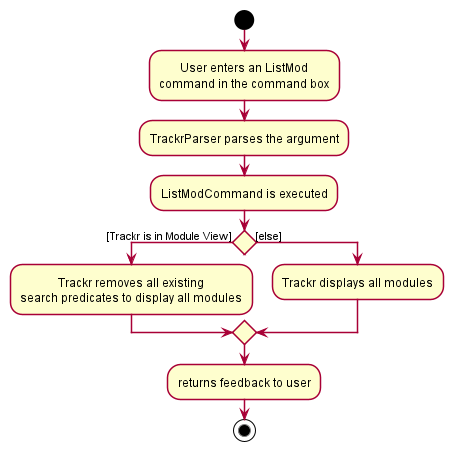 User enters an ListMod
command in the command box
TrackrParser parses the argument
ListModCommand is executed
[Trackr is in Module View]
[else]
Trackr removes all existing
search predicates to display all modules
Trackr displays all modules
returns feedback to user